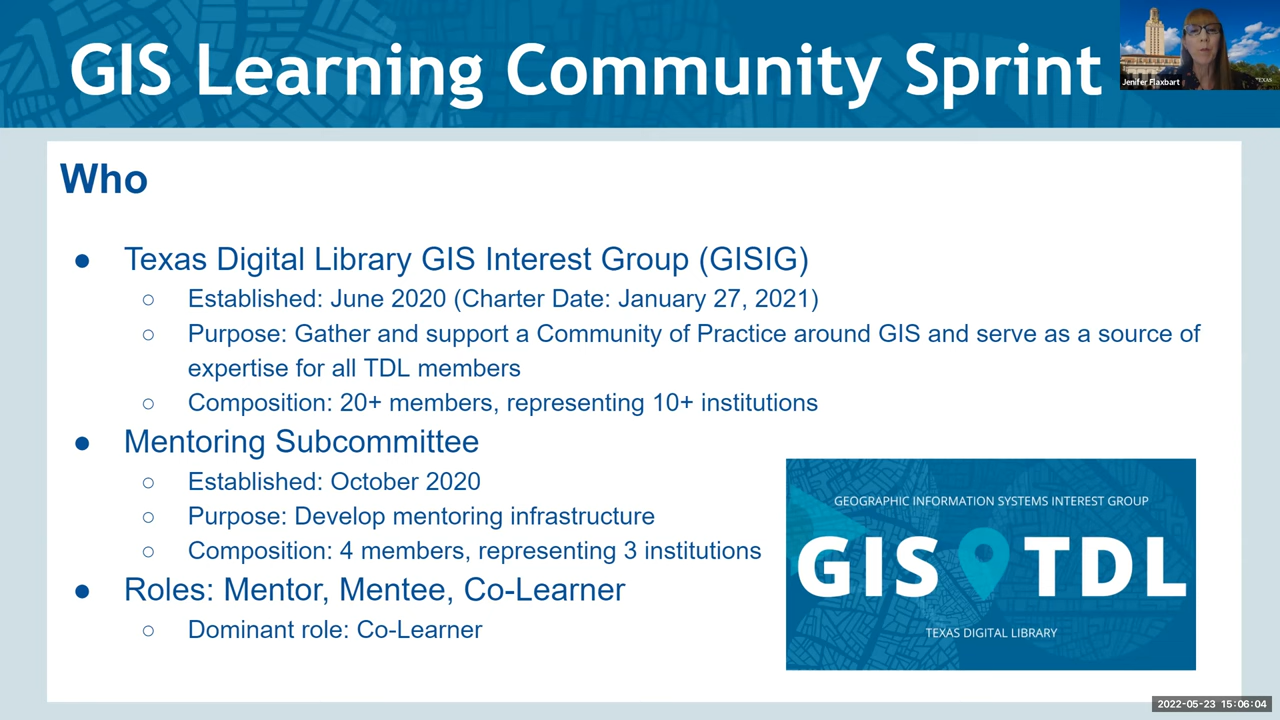 GIS Learning Community Sprint
Jenifer Flaxbart
TEXAS
Who
● Texas Digital Library GIS Interest Group (GISIG)
○ Established: June 2020 (Charter Date: January 27, 2021)
○ Purpose: Gather and support a Community of Practice around GIS and serve as a source of
expertise for all TDL members
○ Composition: 20+ members, representing 10+ institutions
● Mentoring Subcommittee
○ Established: October 2020
○ Purpose: Develop mentoring infrastructure
○ Composition: 4 members, representing 3 institutions
● Roles: Mentor, Mentee, Co-Learner
○ Dominant role: Co-Learner
GEOGRAPHIC INFORMATION SYSTEMS INTEREST GROUP
GIS TDL
TEXAS DIGITAL LIBRARY
2022-05-23 15:06:04